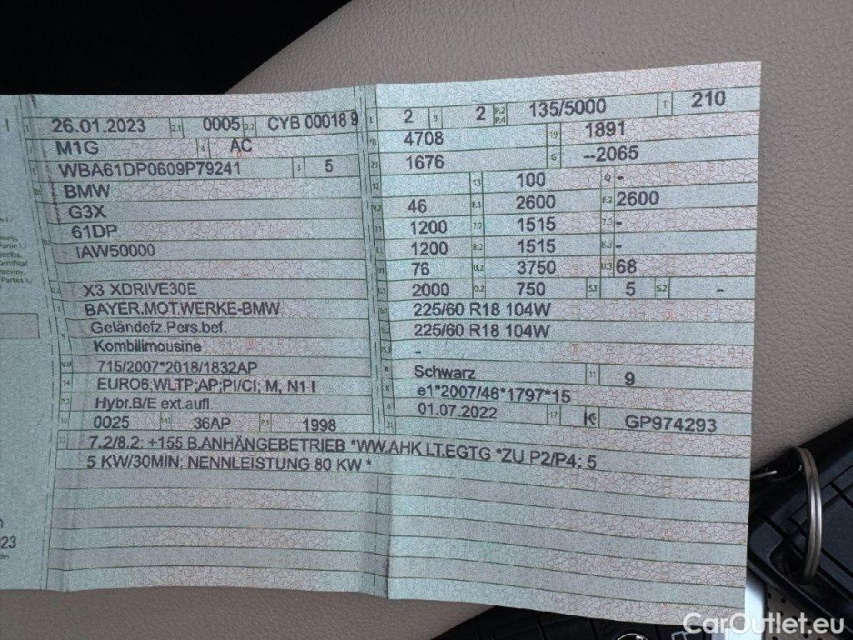 26.01.2023 0005 CYB 00018 9
M1G AC
WBA61DP0609P79241 5
BMW
G3X
61DP
IAW50000
X3 XDRIVE30E
BAYER.MOT.WERKE-BMW
Geländefz.Pers.bef.
Kombilimousine
715/2007*2018/1832AP
EURO6;WLTP;AP;PI/CI; M, N1 I
Hybr.B/E ext.aufl.
0025 36AP 1998
2 2 135/5000 210
4708 1891
1676 --2065
100 -
46 2600 2600
1200 1515 -
1200 1515 -
76 3750 68
2000 750 5 -
225/60 R18 104W
225/60 R18 104W
-
Schwarz 9
e1*2007/46*1797*15
01.07.2022 K GP974293
7.2/8.2: +155 B.ANHÄNGEBETRIEB *WW.AHK LT.EGTG *ZU P2/P4: 5
5 KW/30MIN: NENNLEISTUNG 80 KW *
CarOutlet.eu